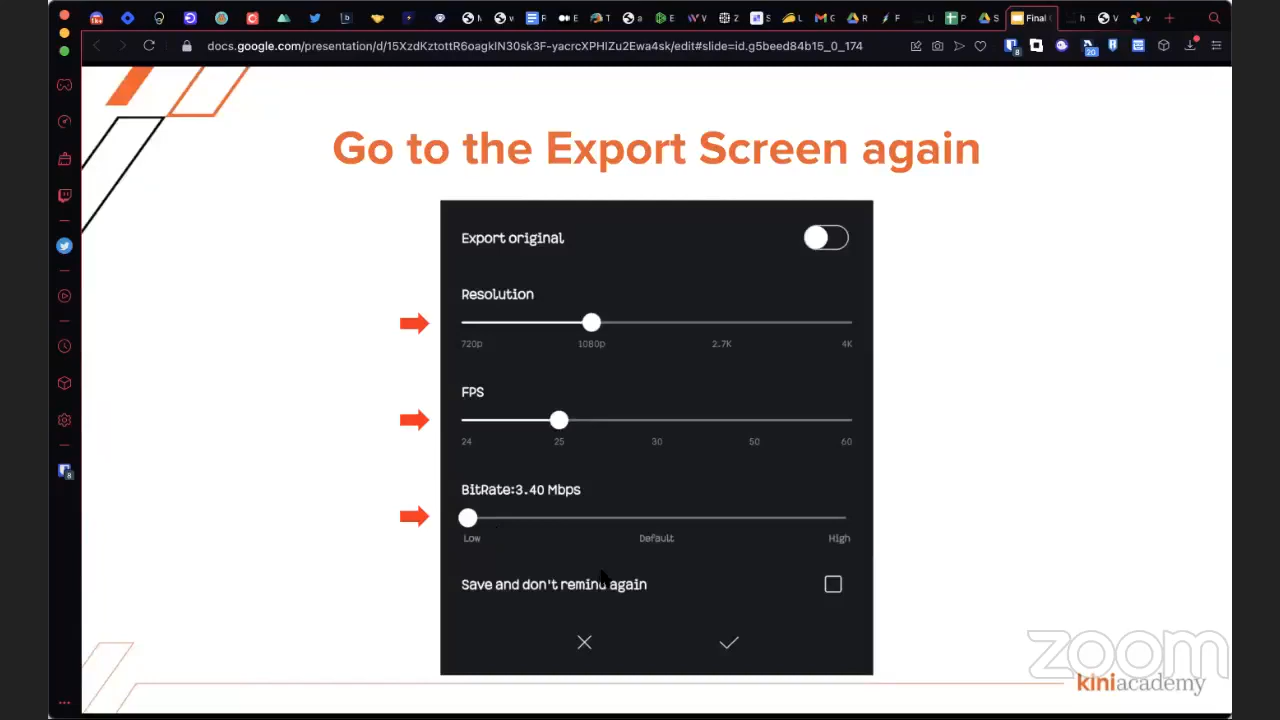 Final
docs.google.com/presentation/d/15XzdKztottR6oagkIN30sk3F-yacrcXPHlZu2Ewa4sk/edit#slide=id.g5beed84b15_0_174
Go to the Export Screen again
Export original
Resolution
720p 1080p 2.7K 4K
FPS
24 25 30 50 60
BitRate:3.40 Mbps
Low Default High
Save and don't remind again
zoom
kiniacademy